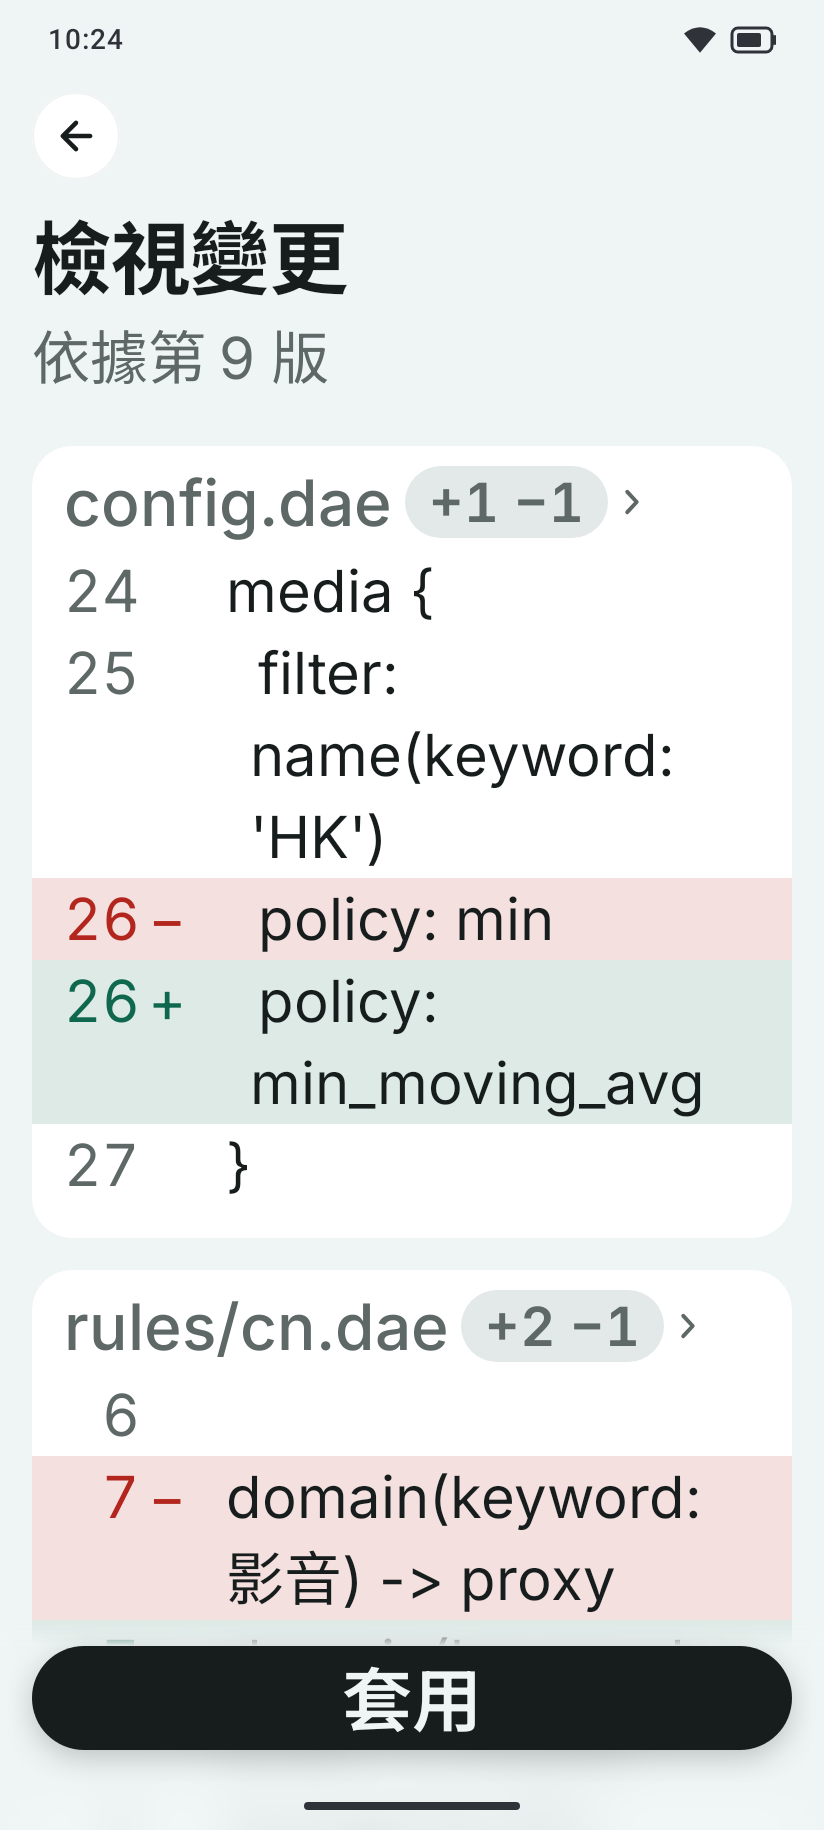 10:24
檢視變更
依據第 9 版
config.dae +1 −1
24 media {
25 filter:
name(keyword:
'HK')
26 − policy: min
26 + policy:
min_moving_avg
27 }
rules/cn.dae +2 −1
6
7 − domain(keyword:
影音) -> proxy
套用